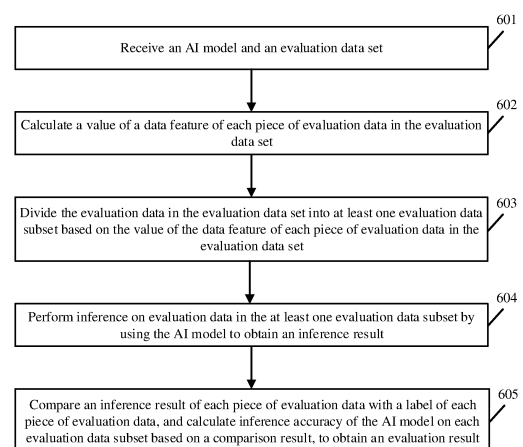 601
Receive an AI model and an evaluation data set
602
Calculate a value of a data feature of each piece of evaluation data in the evaluation
data set
603
Divide the evaluation data in the evaluation data set into at least one evaluation data
subset based on the value of the data feature of each piece of evaluation data in the
evaluation data set
604
Perform inference on evaluation data in the at least one evaluation data subset by
using the AI model to obtain an inference result
605
Compare an inference result of each piece of evaluation data with a label of each
piece of evaluation data, and calculate inference accuracy of the AI model on each
evaluation data subset based on a comparison result, to obtain an evaluation result